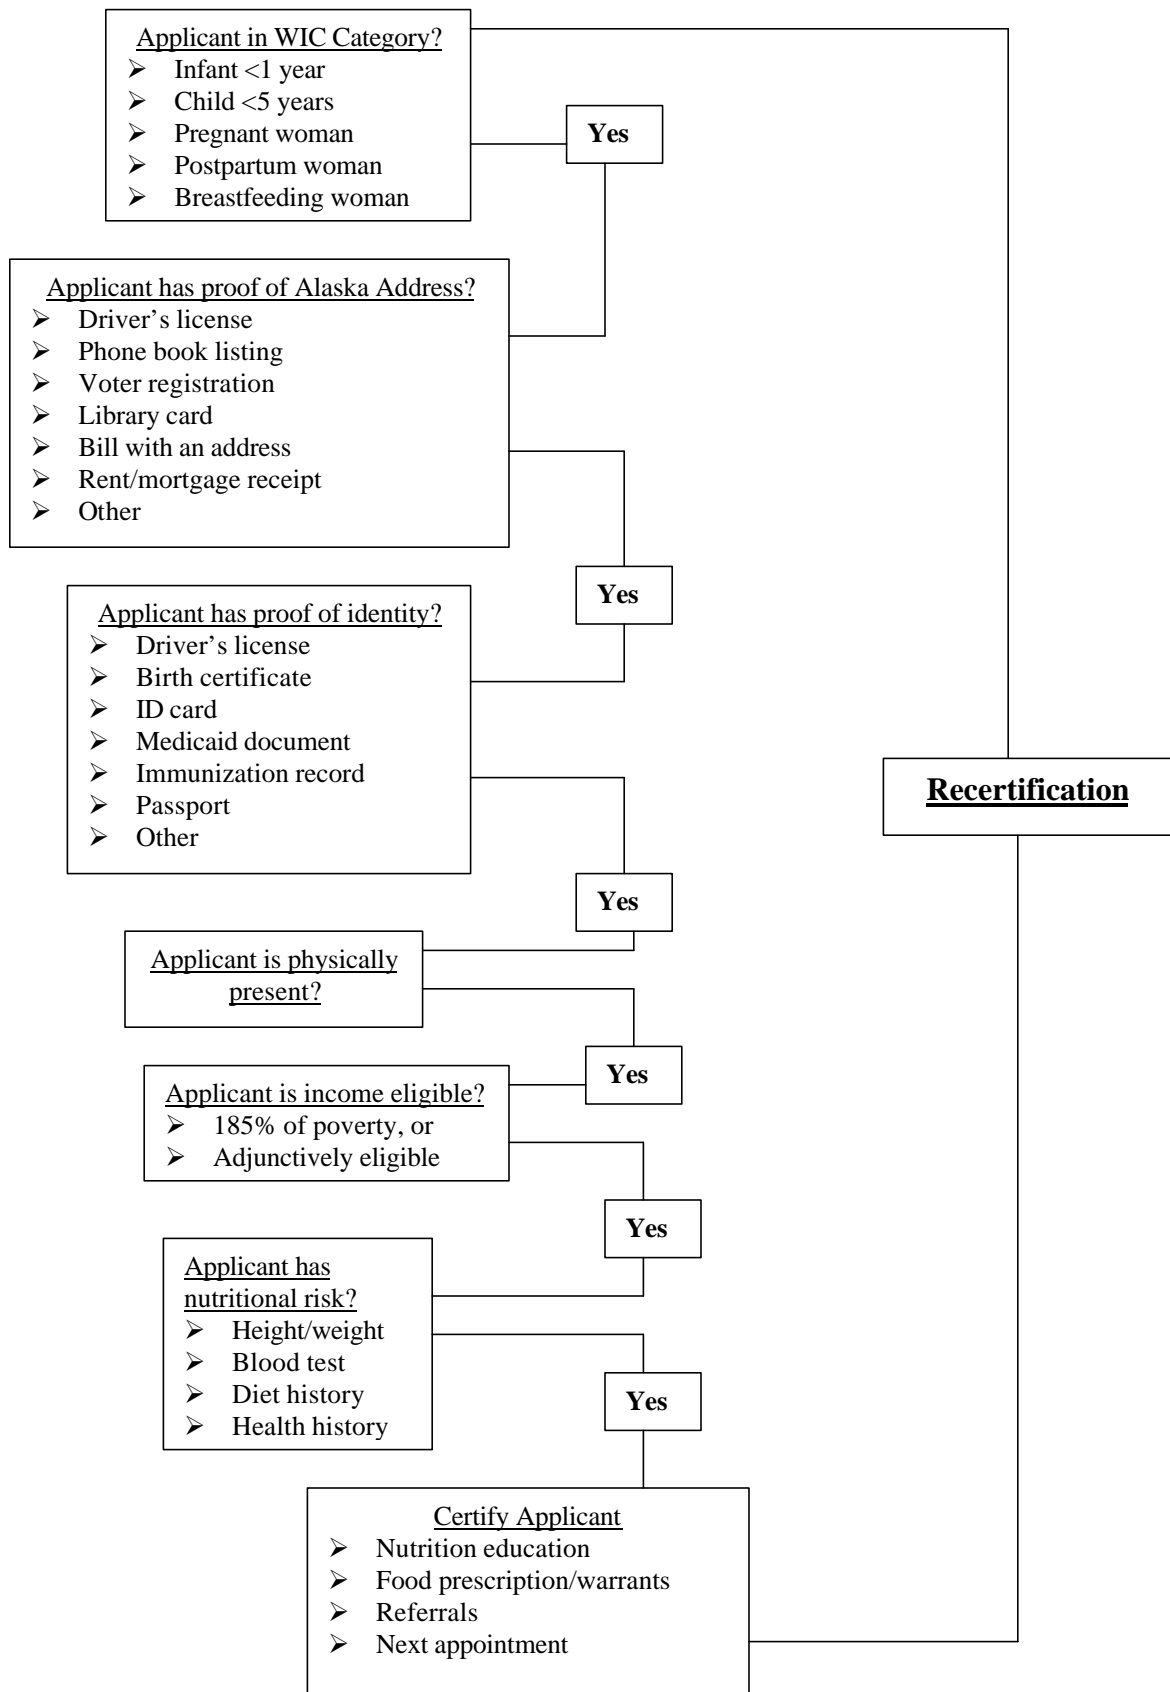 Applicant in WIC Category?
➢ Infant <1 year
➢ Child <5 years
➢ Pregnant woman
➢ Postpartum woman
➢ Breastfeeding woman
Yes
Applicant has proof of Alaska Address?
➢ Driver’s license
➢ Phone book listing
➢ Voter registration
➢ Library card
➢ Bill with an address
➢ Rent/mortgage receipt
➢ Other
Yes
Applicant has proof of identity?
➢ Driver’s license
➢ Birth certificate
➢ ID card
➢ Medicaid document
➢ Immunization record
➢ Passport
➢ Other
Recertification
Yes
Applicant is physically
present?
Yes
Applicant is income eligible?
➢ 185% of poverty, or
➢ Adjunctively eligible
Yes
Applicant has
nutritional risk?
➢ Height/weight
➢ Blood test
➢ Diet history
➢ Health history
Yes
Certify Applicant
➢ Nutrition education
➢ Food prescription/warrants
➢ Referrals
➢ Next appointment